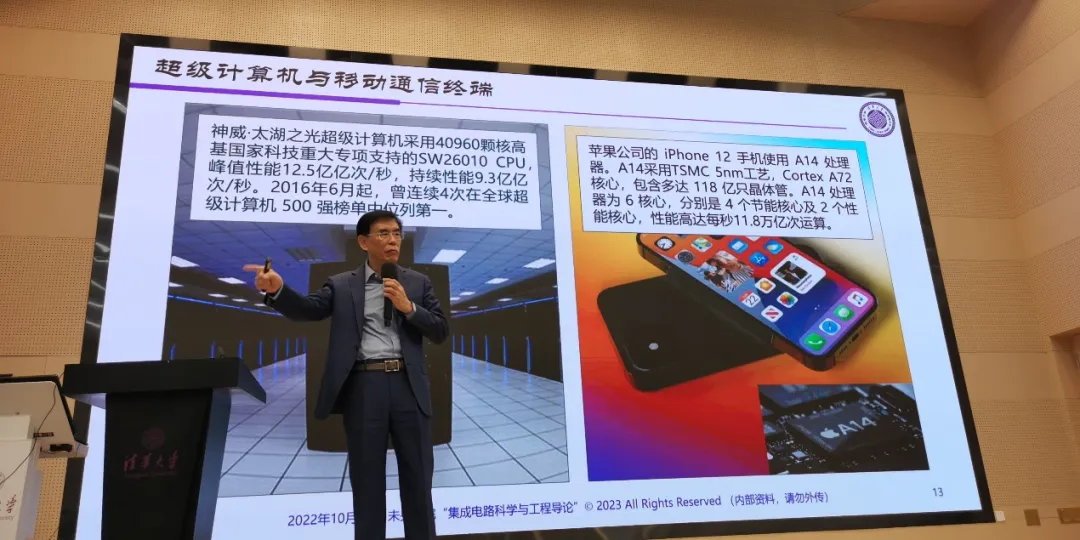 超级计算机与移动通信终端
神威·太湖之光超级计算机采用40960颗核高
基国家科技重大专项支持的SW26010 CPU,
峰值性能12.5亿亿次/秒，持续性能9.3亿亿
次/秒。2016年6月起，曾连续4次在全球超
级计算机 500 强榜单中位列第一。
苹果公司的 iPhone 12 手机使用 A14 处理
器。A14采用TSMC 5nm工艺，Cortex A72
核心，包含多达 118 亿只晶体管。A14 处理
器为 6 核心，分别是 4 个节能核心及 2 个性
能核心，性能高达每秒11.8万亿次运算。
22
A14
清华大学
2022年10月
“集成电路科学与工程导论” © 2023 All Rights Reserved （内部资料，请勿外传）
13